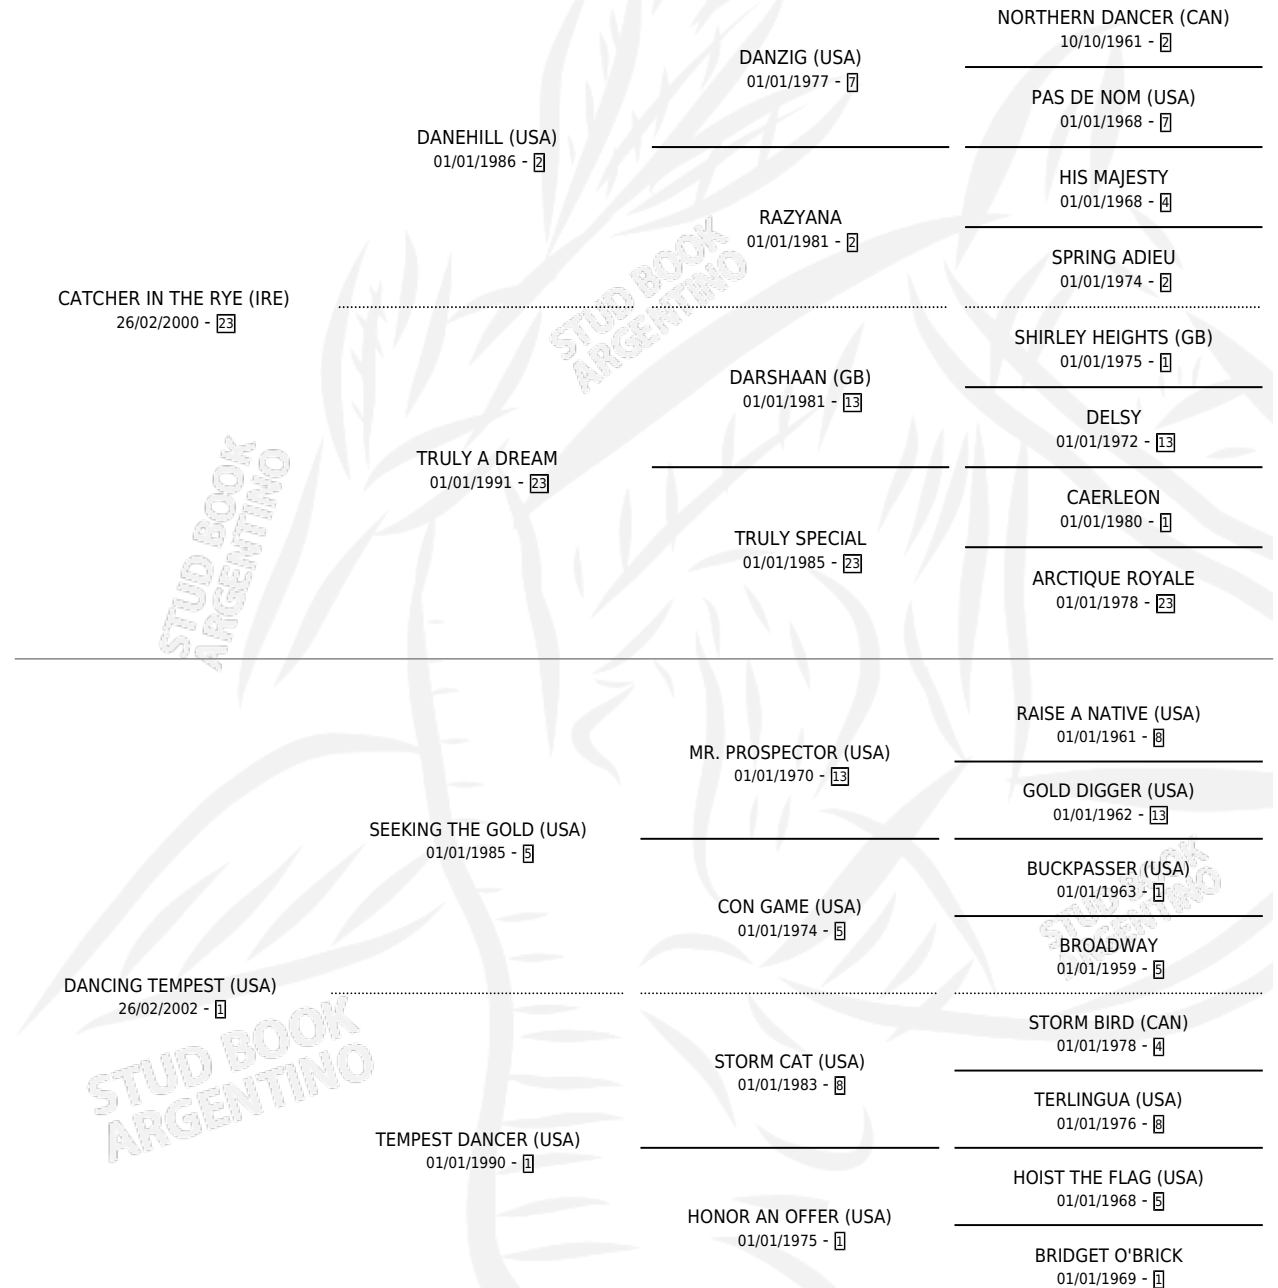 NORTHERN DANCER (CAN)
10/10/1961 - 2
DANZIG (USA)
01/01/1977 - 7
PAS DE NOM (USA)
01/01/1968 - 7
DANEHILL (USA)
01/01/1986 - 2
HIS MAJESTY
01/01/1968 - 4
RAZYANA
01/01/1981 - 2
SPRING ADIEU
01/01/1974 - 2
CATCHER IN THE RYE (IRE)
26/02/2000 - 23
STUD BOOK
ARGENTINO
SHIRLEY HEIGHTS (GB)
01/01/1975 - 1
DARSHAAN (GB)
01/01/1981 - 13
DELSY
01/01/1972 - 13
TRULY A DREAM
01/01/1991 - 23
CAERLEON
01/01/1980 - 1
TRULY SPECIAL
01/01/1985 - 23
ARCTIQUE ROYALE
01/01/1978 - 23
STUD BOOK
ARGENTINO
RAISE A NATIVE (USA)
01/01/1961 - 8
MR. PROSPECTOR (USA)
01/01/1970 - 13
GOLD DIGGER (USA)
01/01/1962 - 13
SEEKING THE GOLD (USA)
01/01/1985 - 5
BUCKPASSER (USA)
01/01/1963 - 1
CON GAME (USA)
01/01/1974 - 5
STUD BOOK
ARGENTINO
BROADWAY
01/01/1959 - 5
DANCING TEMPEST (USA)
26/02/2002 - 1
STUD BOOK
ARGENTINO
STORM BIRD (CAN)
01/01/1978 - 4
STORM CAT (USA)
01/01/1983 - 8
TERLINGUA (USA)
01/01/1976 - 8
TEMPEST DANCER (USA)
01/01/1990 - 1
HOIST THE FLAG (USA)
01/01/1968 - 5
HONOR AN OFFER (USA)
01/01/1975 - 1
BRIDGET O'BRICK
01/01/1969 - 1